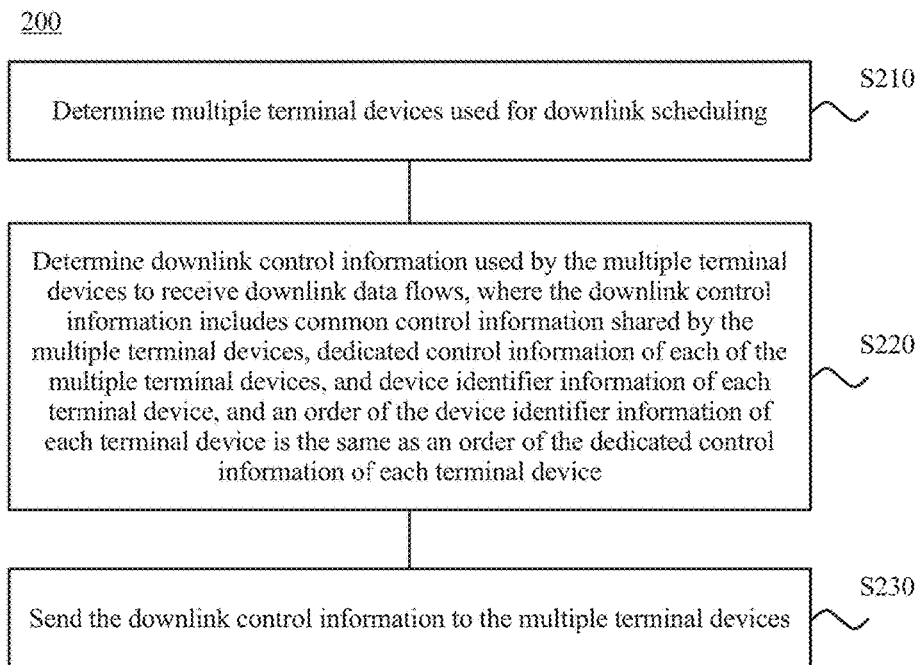 200
Determine multiple terminal devices used for downlink scheduling
S210
Determine downlink control information used by the multiple terminal
devices to receive downlink data flows, where the downlink control
information includes common control information shared by the
multiple terminal devices, dedicated control information of each of the
multiple terminal devices, and device identifier information of each
terminal device, and an order of the device identifier information of
each terminal device is the same as an order of the dedicated control
information of each terminal device
S220
Send the downlink control information to the multiple terminal devices
S230